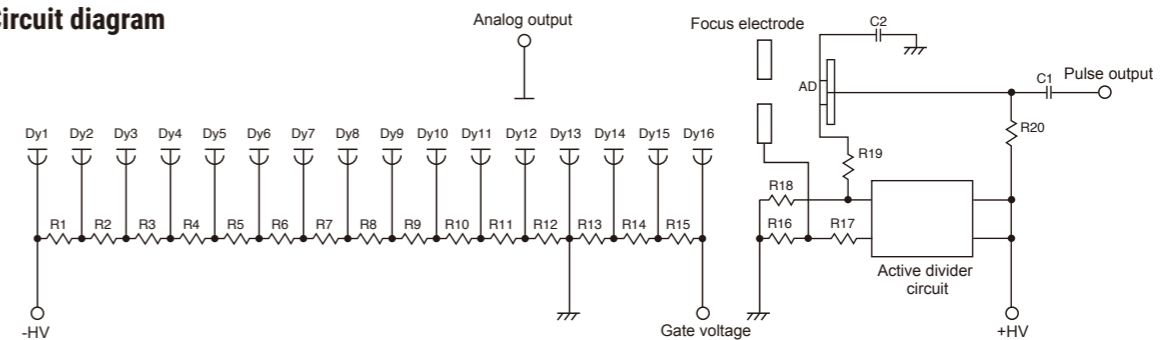 Circuit diagram
Analog output
Focus electrode
C2
AD
C1
Pulse output
R20
R19
Dy1 Dy2 Dy3 Dy4 Dy5 Dy6 Dy7 Dy8 Dy9 Dy10 Dy11 Dy12 Dy13 Dy14 Dy15 Dy16
R18
R1 R2 R3 R4 R5 R6 R7 R8 R9 R10 R11 R12 R13 R14 R15
R16 R17
Active divider
circuit
-HV
Gate voltage
+HV